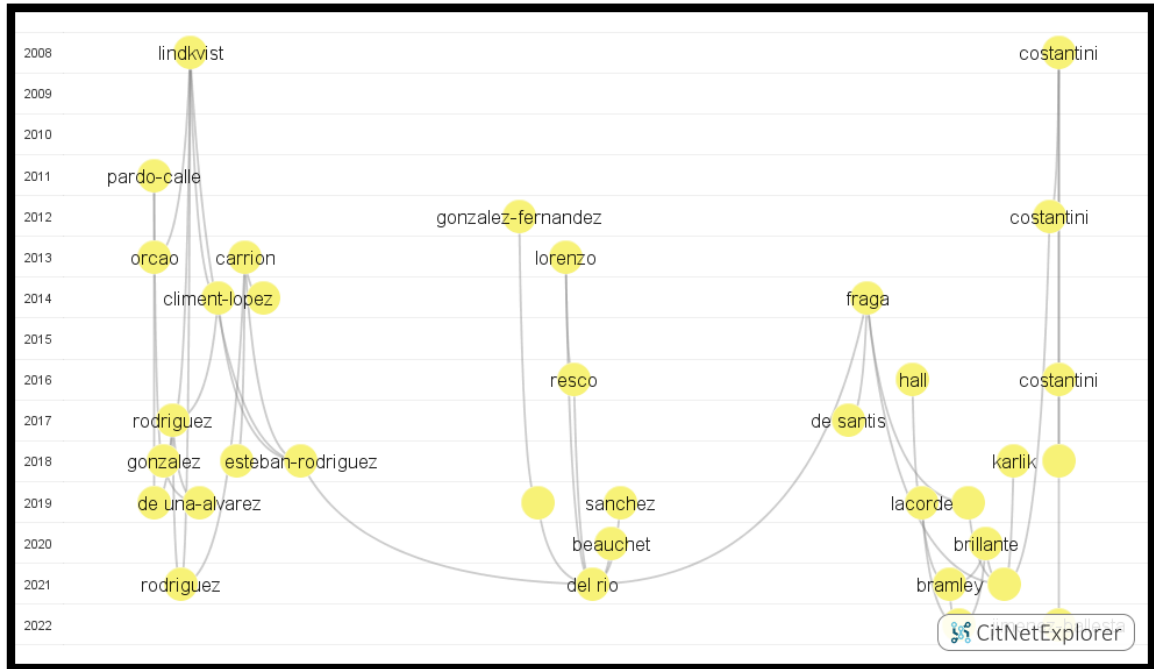 2008 lindkvist costantini
2009
2010
2011 pardo-calle
2012 gonzalez-fernandez costantini
2013 orcao carrion lorenzo
2014 climent-lopez fraga
2015
2016 resco hall costantini
2017 rodriguez de santis
2018 gonzalez esteban-rodriguez karlik
2019 de una-alvarez sanchez lacorde
2020 beauchet brillante
2021 rodriguez del rio bramley
2022
CitNetExplorer